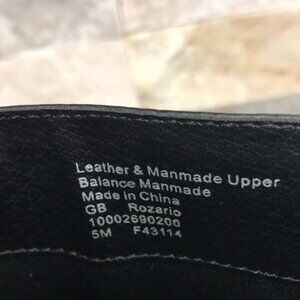 Leather & Manmade Upper
Balance Manmade
Made in China
GB Rozario
10002690200
5M F43114